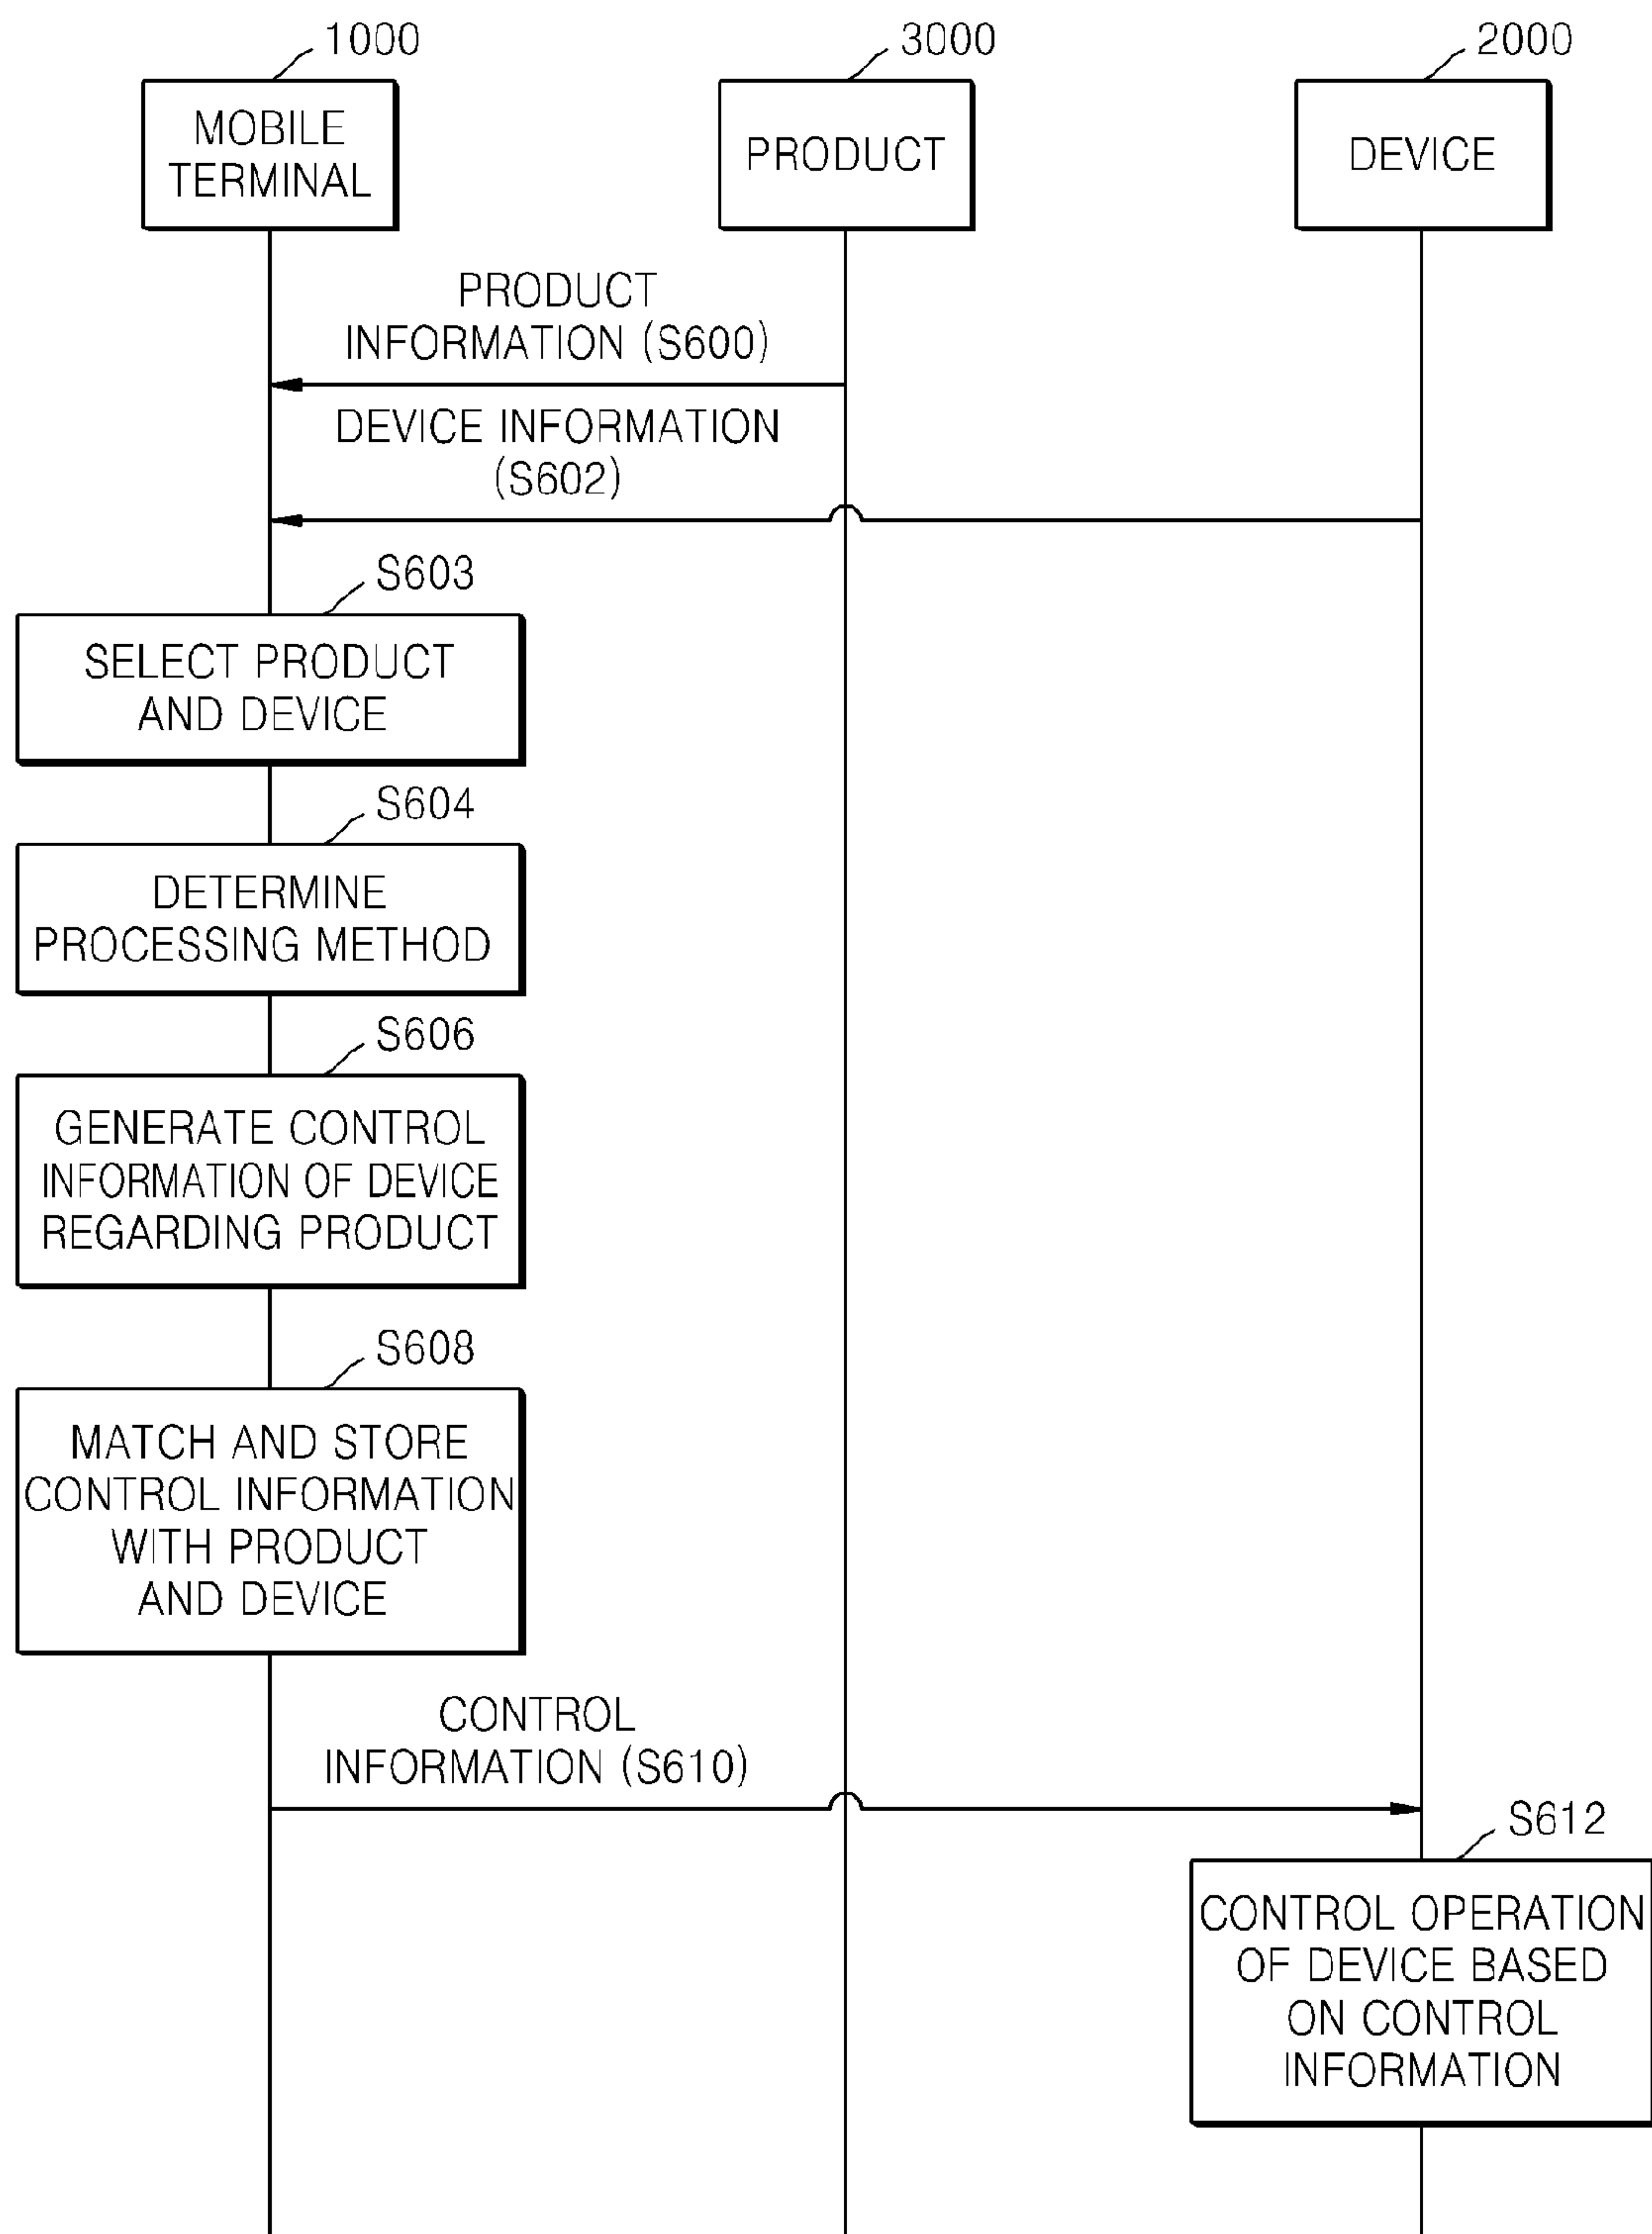 1000
3000
2000
MOBILE
TERMINAL
PRODUCT
DEVICE
PRODUCT
INFORMATION (S600)
DEVICE INFORMATION
(S602)
S603
SELECT PRODUCT
AND DEVICE
S604
DETERMINE
PROCESSING METHOD
S606
GENERATE CONTROL
INFORMATION OF DEVICE
REGARDING PRODUCT
S608
MATCH AND STORE
CONTROL INFORMATION
WITH PRODUCT
AND DEVICE
CONTROL
INFORMATION (S610)
S612
CONTROL OPERATION
OF DEVICE BASED
ON CONTROL
INFORMATION